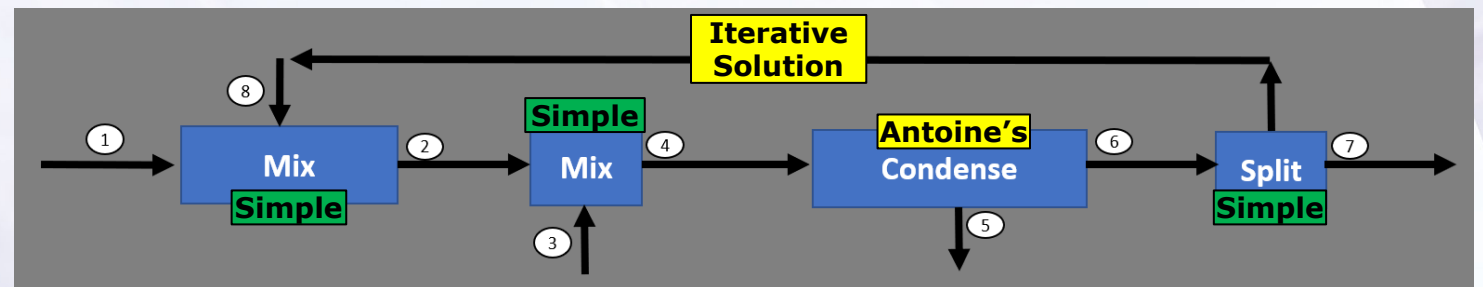 Iterative
Solution
8
Simple
1
Mix
Simple
2
Mix
4
3
Antoine's
Condense
5
6
Split
Simple
7